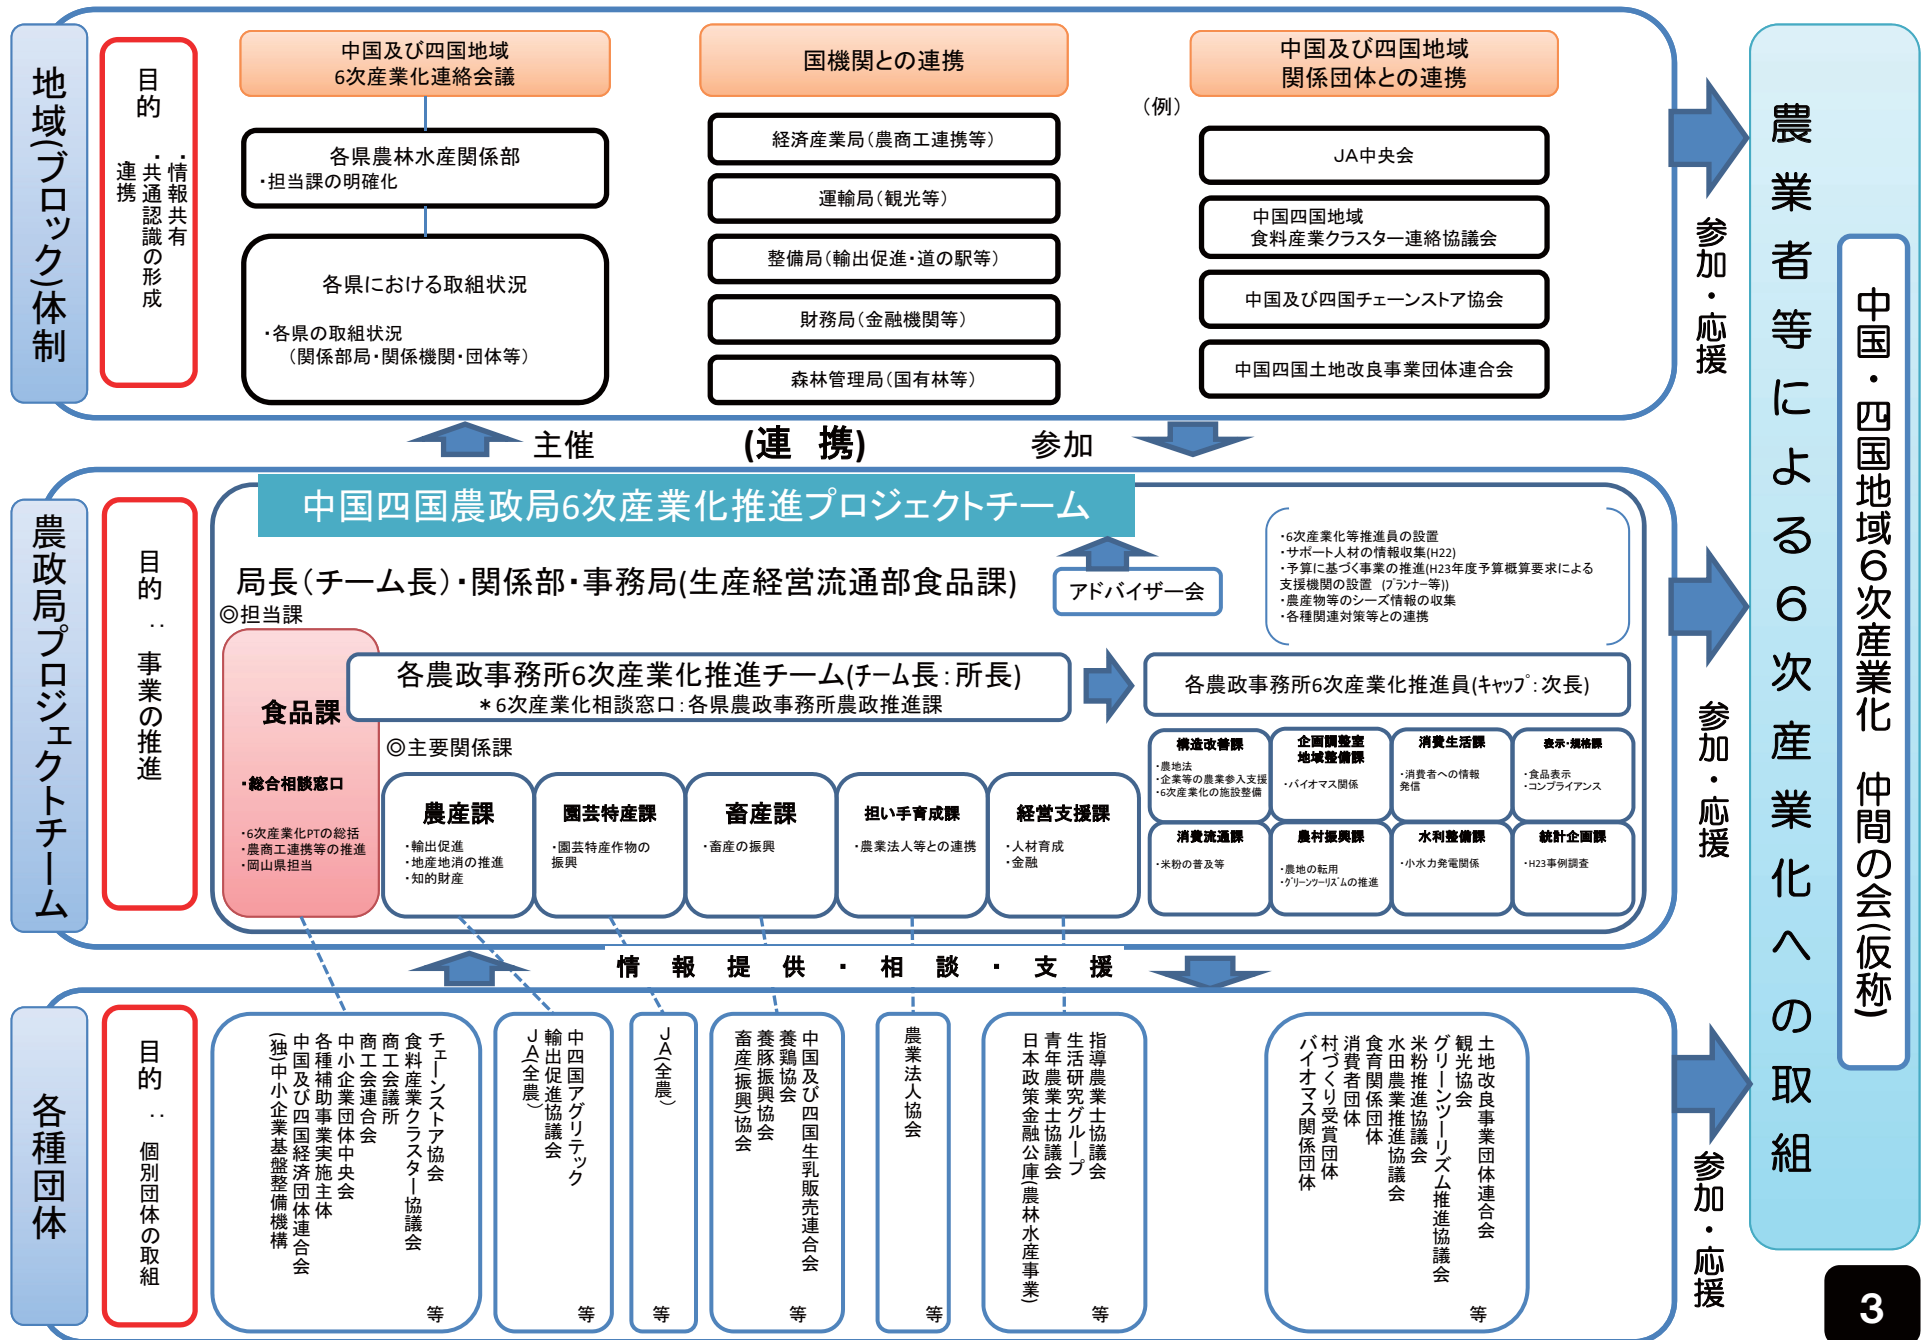 地域(ブロック)体制
目的
・情報共有
・共通認識の形成
連携
中国及び四国地域
6次産業化連絡会議
各県農林水産関係部
・担当課の明確化
各県における取組状況
・各県の取組状況
（関係部局・関係機関・団体等）
国機関との連携
経済産業局（農商工連携等）
運輸局（観光等）
整備局（輸出促進・道の駅等）
財務局（金融機関等）
森林管理局（国有林等）
中国及び四国地域
関係団体との連携
（例）
JA中央会
中国四国地域
食料産業クラスター連絡協議会
中国及び四国チェーンストア協会
中国四国土地改良事業団体連合会
参加・応援
主催
(連 携)
参加
農政局プロジェクトチーム
目的：事業の推進
中国四国農政局6次産業化推進プロジェクトチーム
局長（チーム長）・関係部・事務局(生産経営流通部食品課)
アドバイザー会
・6次産業化等推進員の設置
・サポート人材の情報収集(H22)
・予算に基づく事業の推進(H23年度予算概算要求による
支援機関の設置 (プランナー等))
・農産物等のシーズ情報の収集
・各種関連対策等との連携
◎担当課
食品課
・総合相談窓口
・6次産業化PTの総括
・農商工連携等の推進
・岡山県担当
各農政事務所6次産業化推進チーム(チーム長：所長)
＊6次産業化相談窓口：各県農政事務所農政推進課
各農政事務所6次産業化推進員(キャップ：次長)
◎主要関係課
農産課
・輸出促進
・地産地消の推進
・知的財産
園芸特産課
・園芸特産作物の
振興
畜産課
・畜産の振興
担い手育成課
・農業法人等との連携
経営支援課
・人材育成
・金融
構造改善課
・農地法
・企業等の農業参入支援
・6次産業化の施設整備
企画調整室
地域整備課
・バイオマス関係
消費生活課
・消費者への情報
発信
表示・規格課
・食品表示
・コンプライアンス
消費流通課
・米粉の普及等
農村振興課
・農地の転用
・グリーンツーリズムの推進
水利整備課
・小水力発電関係
統計企画課
・H23事例調査
参加・応援
情報提供・相談・支援
各種団体
目的：個別団体の取組
チェーンストア協会
食料産業クラスター協議会
商工会議所
商工会連合会
中小企業団体中央会
各種補助事業実施主体
中国及び四国経済団体連合会
(独)中小企業基盤整備機構
等
中四国アグリテック
輸出促進協議会
JA(全農)
等
JA(全農)
等
中国及び四国生乳販売連合会
養鶏協会
養豚振興協会
畜産(振興)協会
等
農業法人協会
等
指導農業士協議会
生活研究グループ
青年農業士協議会
日本政策金融公庫(農林水産事業)
等
土地改良事業団体連合会
観光協会
グリーンツーリズム推進協議会
米粉推進協議会
水田農業推進協議会
食育関係団体
消費者団体
村づくり受賞団体
バイオマス関係団体
等
参加・応援
農業者等による6次産業化への取組
中国・四国地域6次産業化 仲間の会(仮称)
3